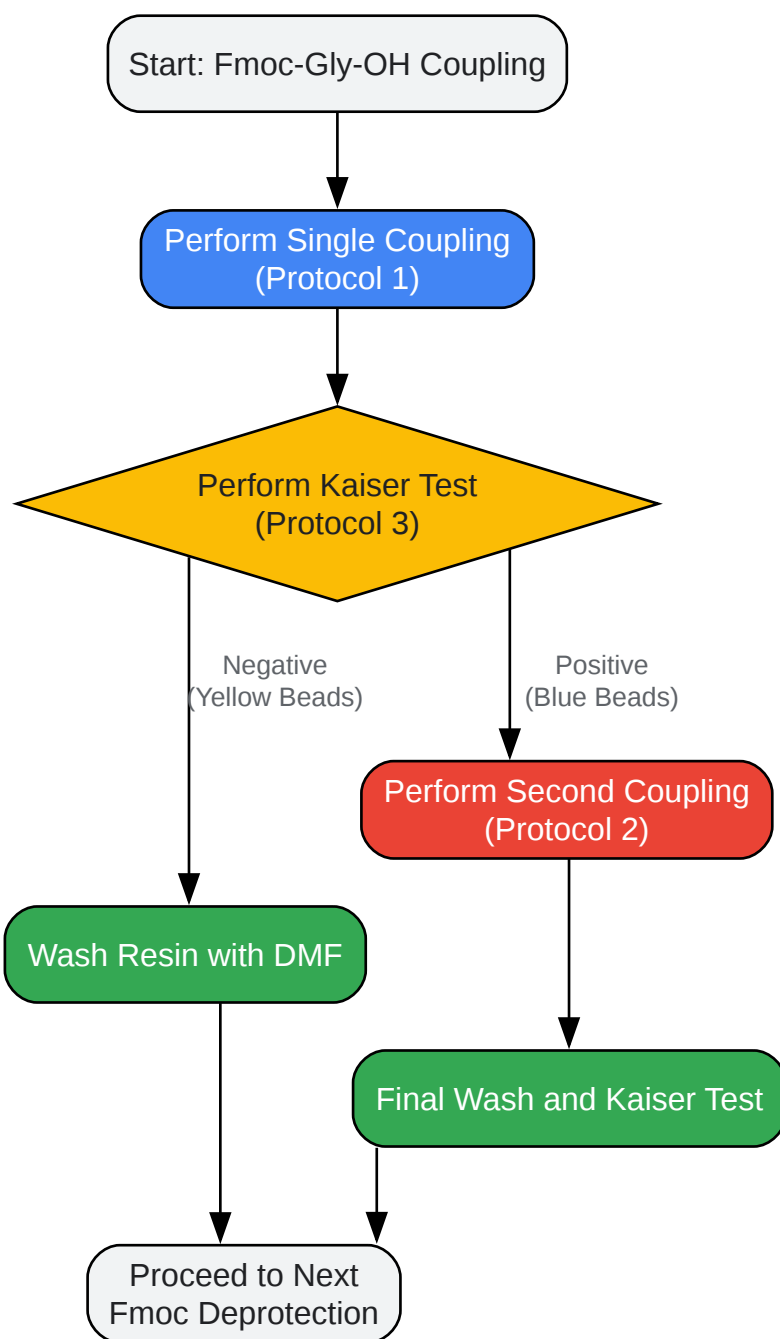 Start: Fmoc-Gly-OH Coupling
Perform Single Coupling
(Protocol 1)
Perform Kaiser Test
(Protocol 3)
Negative
(Yellow Beads)
Positive
(Blue Beads)
Perform Second Coupling
(Protocol 2)
Wash Resin with DMF
Final Wash and Kaiser Test
Proceed to Next
Fmoc Deprotection